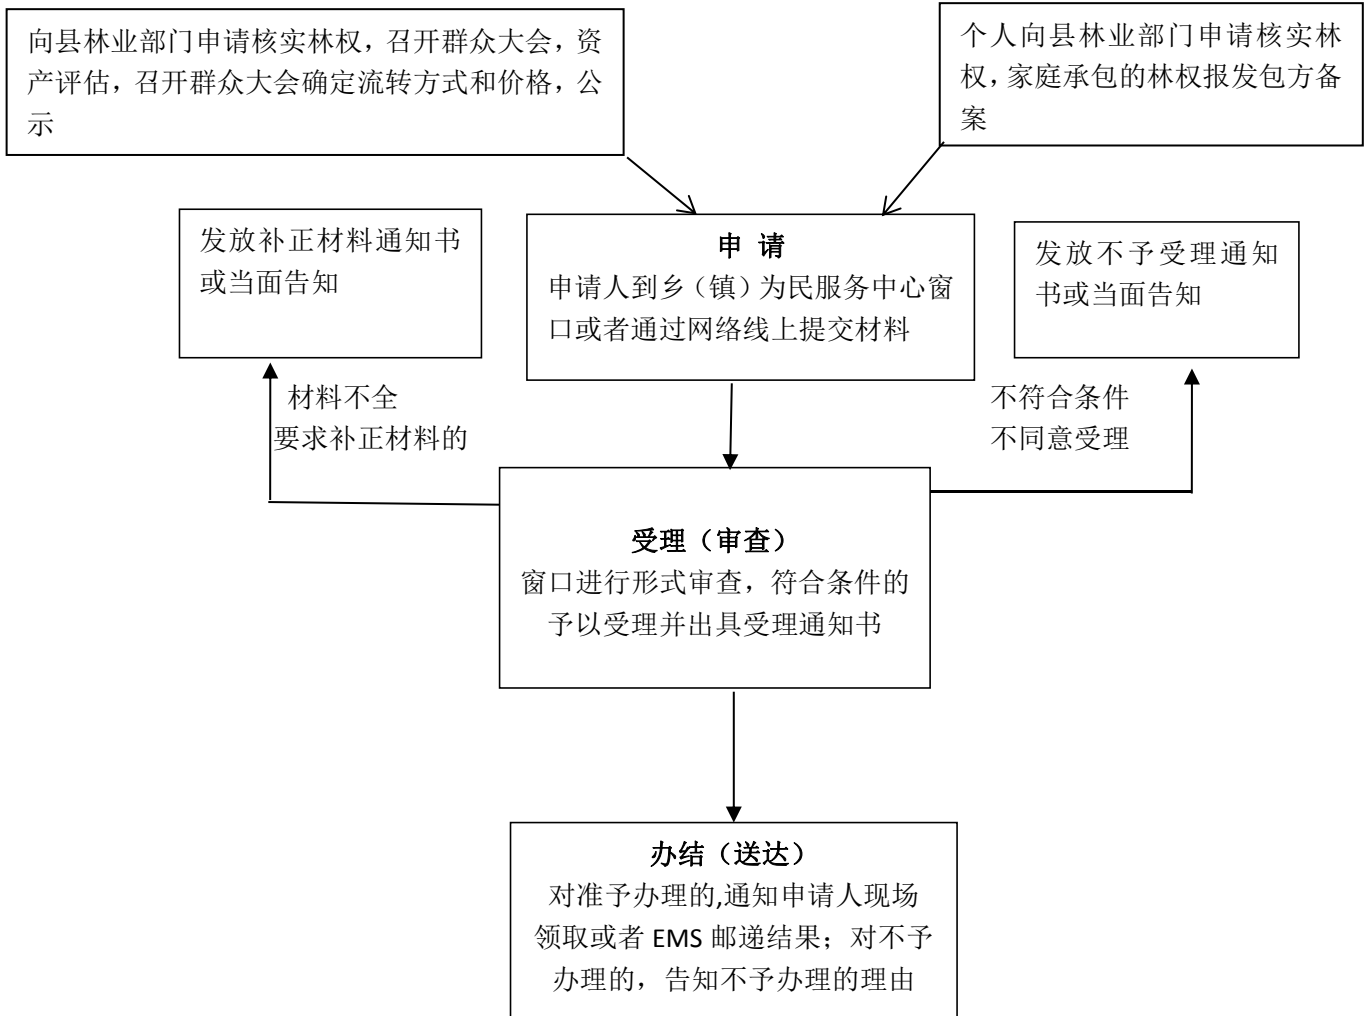 向县林业部门申请核实林权，召开群众大会，资
产评估，召开群众大会确定流转方式和价格，公
示
个人向县林业部门申请核实林
权，家庭承包的林权报发包方备
案
发放补正材料通知书
或当面告知
申 请
申请人到乡（镇）为民服务中心窗
口或者通过网络线上提交材料
发放不予受理通知
书或当面告知
材料不全
要求补正材料的
不符合条件
不同意受理
受理（审查）
窗口进行形式审查，符合条件的
予以受理并出具受理通知书
办结（送达）
对准予办理的,通知申请人现场
领取或者 EMS 邮递结果；对不予
办理的，告知不予办理的理由